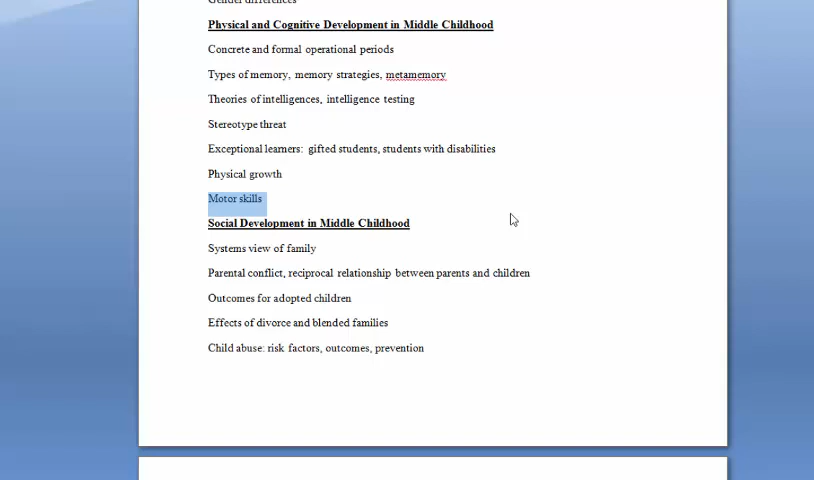 Gender differences
Physical and Cognitive Development in Middle Childhood
Concrete and formal operational periods
Types of memory, memory strategies, metamemory
Theories of intelligences, intelligence testing
Stereotype threat
Exceptional learners: gifted students, students with disabilities
Physical growth
Motor skills
Social Development in Middle Childhood
Systems view of family
Parental conflict, reciprocal relationship between parents and children
Outcomes for adopted children
Effects of divorce and blended families
Child abuse: risk factors, outcomes, prevention